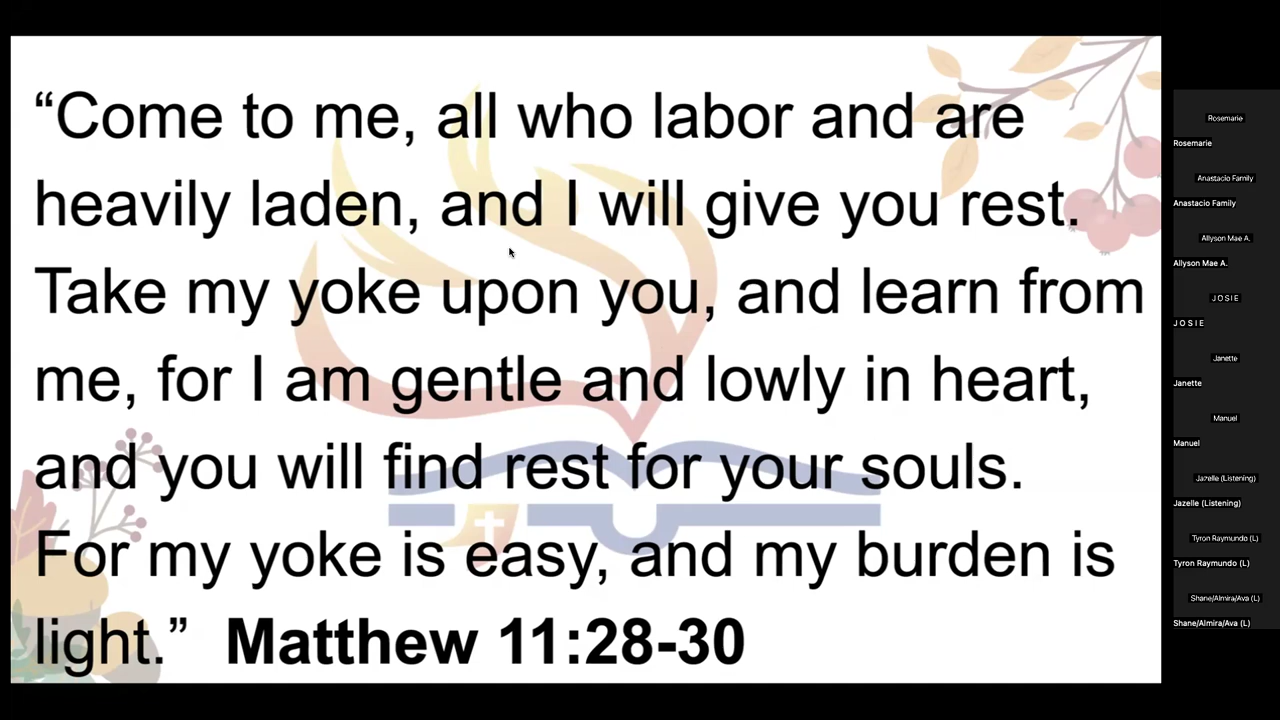 “Come to me, all who labor and are
heavily laden, and I will give you rest.
Take my yoke upon you, and learn from
me, for I am gentle and lowly in heart,
and you will find rest for your souls.
For my yoke is easy, and my burden is
light.” Matthew 11:28-30
Rosemarie
Rosemarie
Anastacio Family
Anastacio Family
Allyson Mae A.
Allyson Mae A.
J O S I E
J O S I E
Janette
Janette
Manuel
Manuel
Jazelle (Listening)
Jazelle (Listening)
Tyron Raymundo (L)
Tyron Raymundo (L)
Shane/Almira/Ava (L)
Shane/Almira/Ava (L)